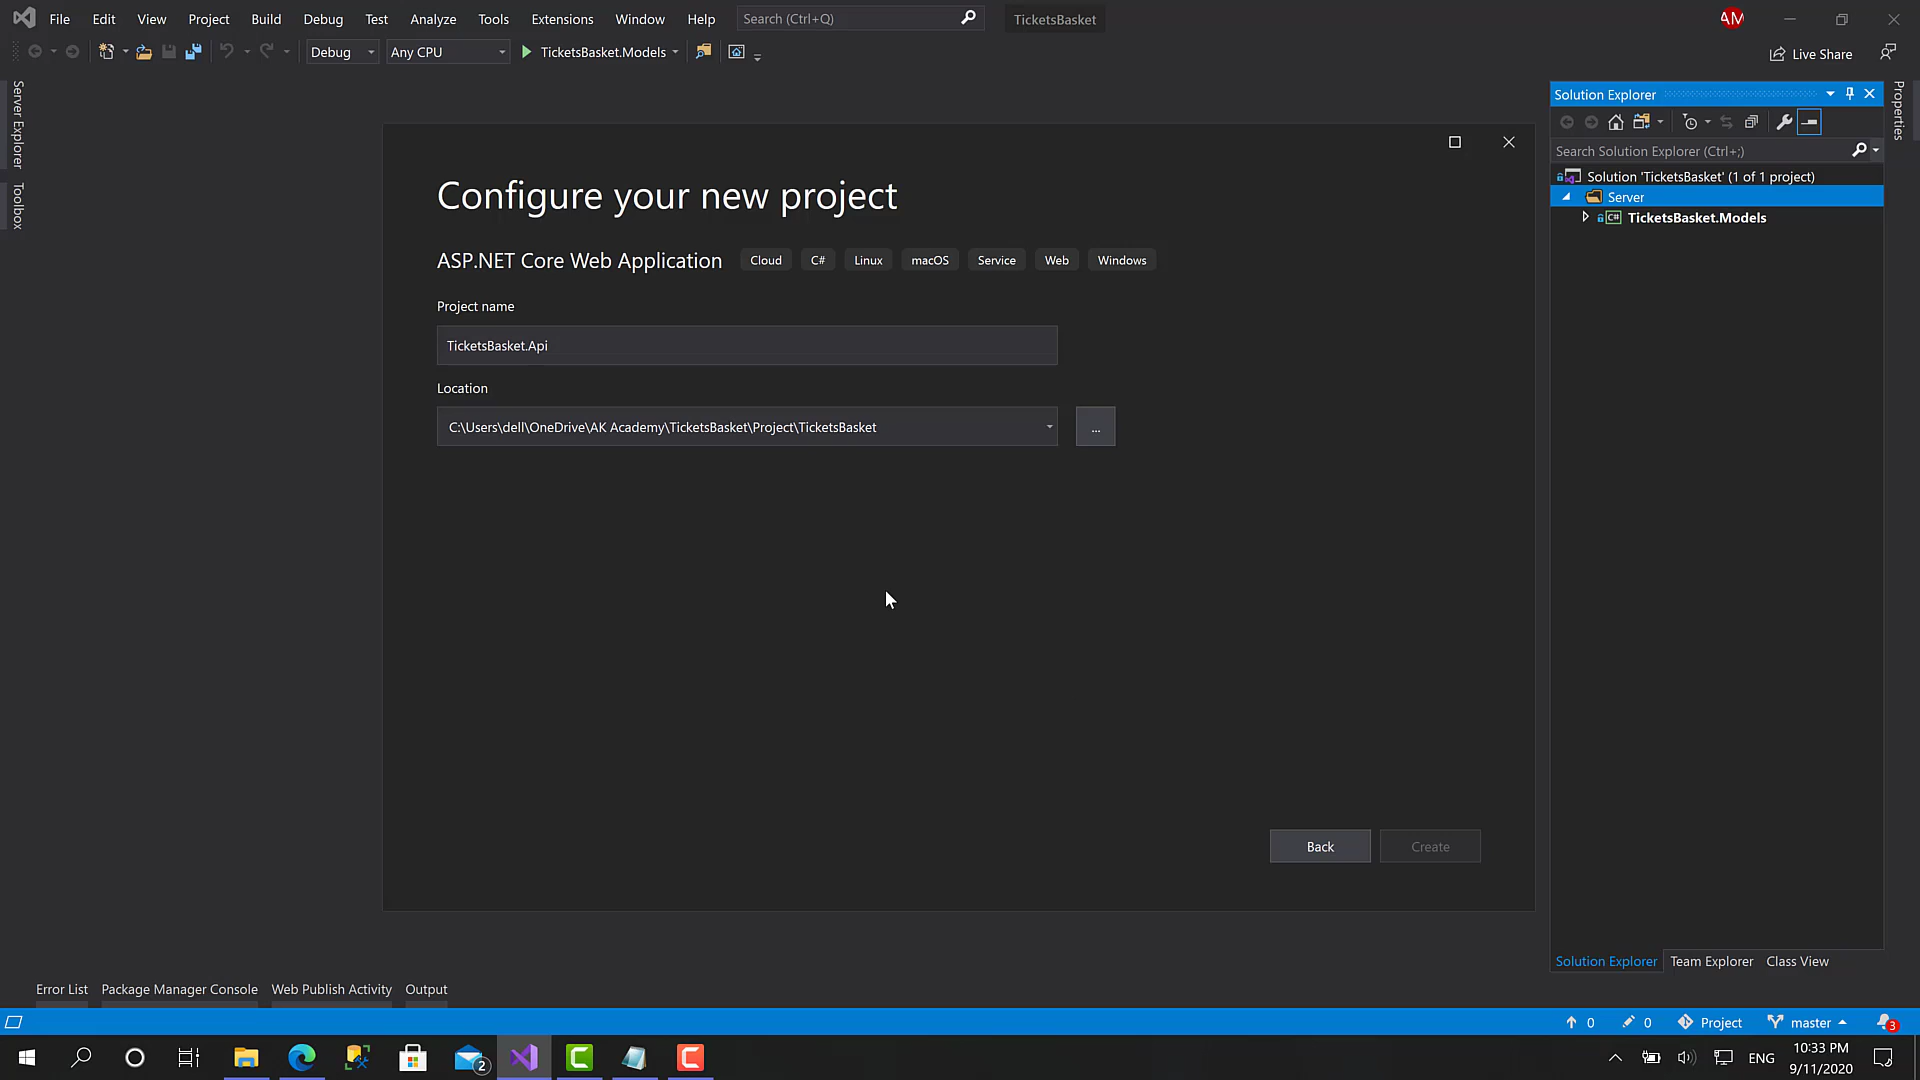 File Edit View Project Build Debug Test Analyze Tools Extensions Window Help Search (Ctrl+Q) TicketsBasket AM
Debug Any CPU TicketsBasket.Models Live Share
Server Explorer
Toolbox
Properties
Solution Explorer
Search Solution Explorer (Ctrl+;)
Solution 'TicketsBasket' (1 of 1 project)
Server
C# TicketsBasket.Models
Configure your new project
ASP.NET Core Web Application Cloud C# Linux macOS Service Web Windows
Project name
TicketsBasket.Api
Location
C:\Users\dell\OneDrive\AK Academy\TicketsBasket\Project\TicketsBasket
...
Back Create
Solution Explorer Team Explorer Class View
Error List Package Manager Console Web Publish Activity Output
0 0 Project master 3
2 ENG 10:33 PM
9/11/2020